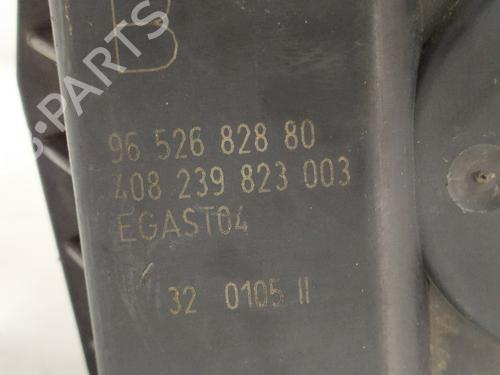 B
B-PARTS
96 526 828 80
408 239 823 003
EGAST04
32 0105 II